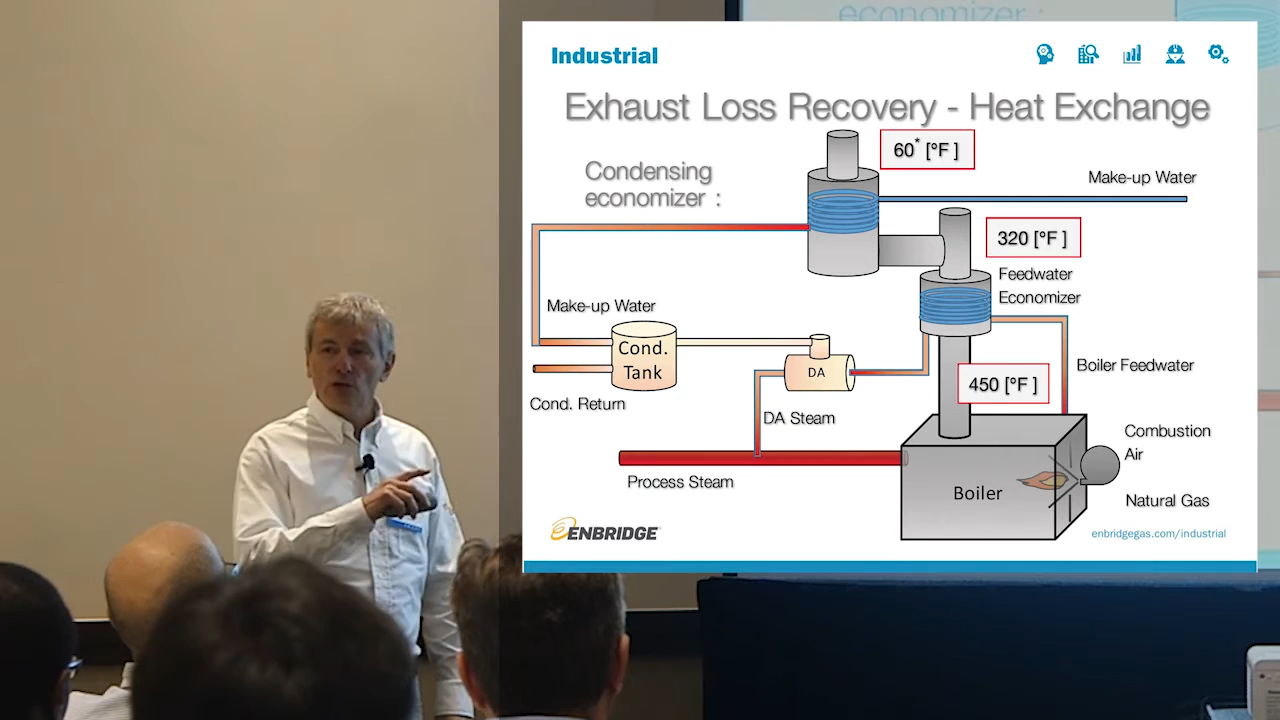 economizer :
Industrial
Exhaust Loss Recovery - Heat Exchange
60* [°F ]
Condensing
economizer :
Make-up Water
320 [°F ]
Feedwater
Economizer
Make-up Water
Cond.
Tank
DA
Boiler Feedwater
450 [°F ]
Cond. Return
DA Steam
Combustion
Air
Process Steam
Boiler
Natural Gas
ENBRIDGE
enbridgegas.com/industrial